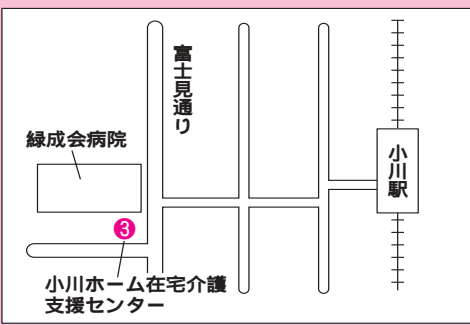 富士見通り
緑成会病院
小川駅
3
小川ホーム在宅介護
支援センター